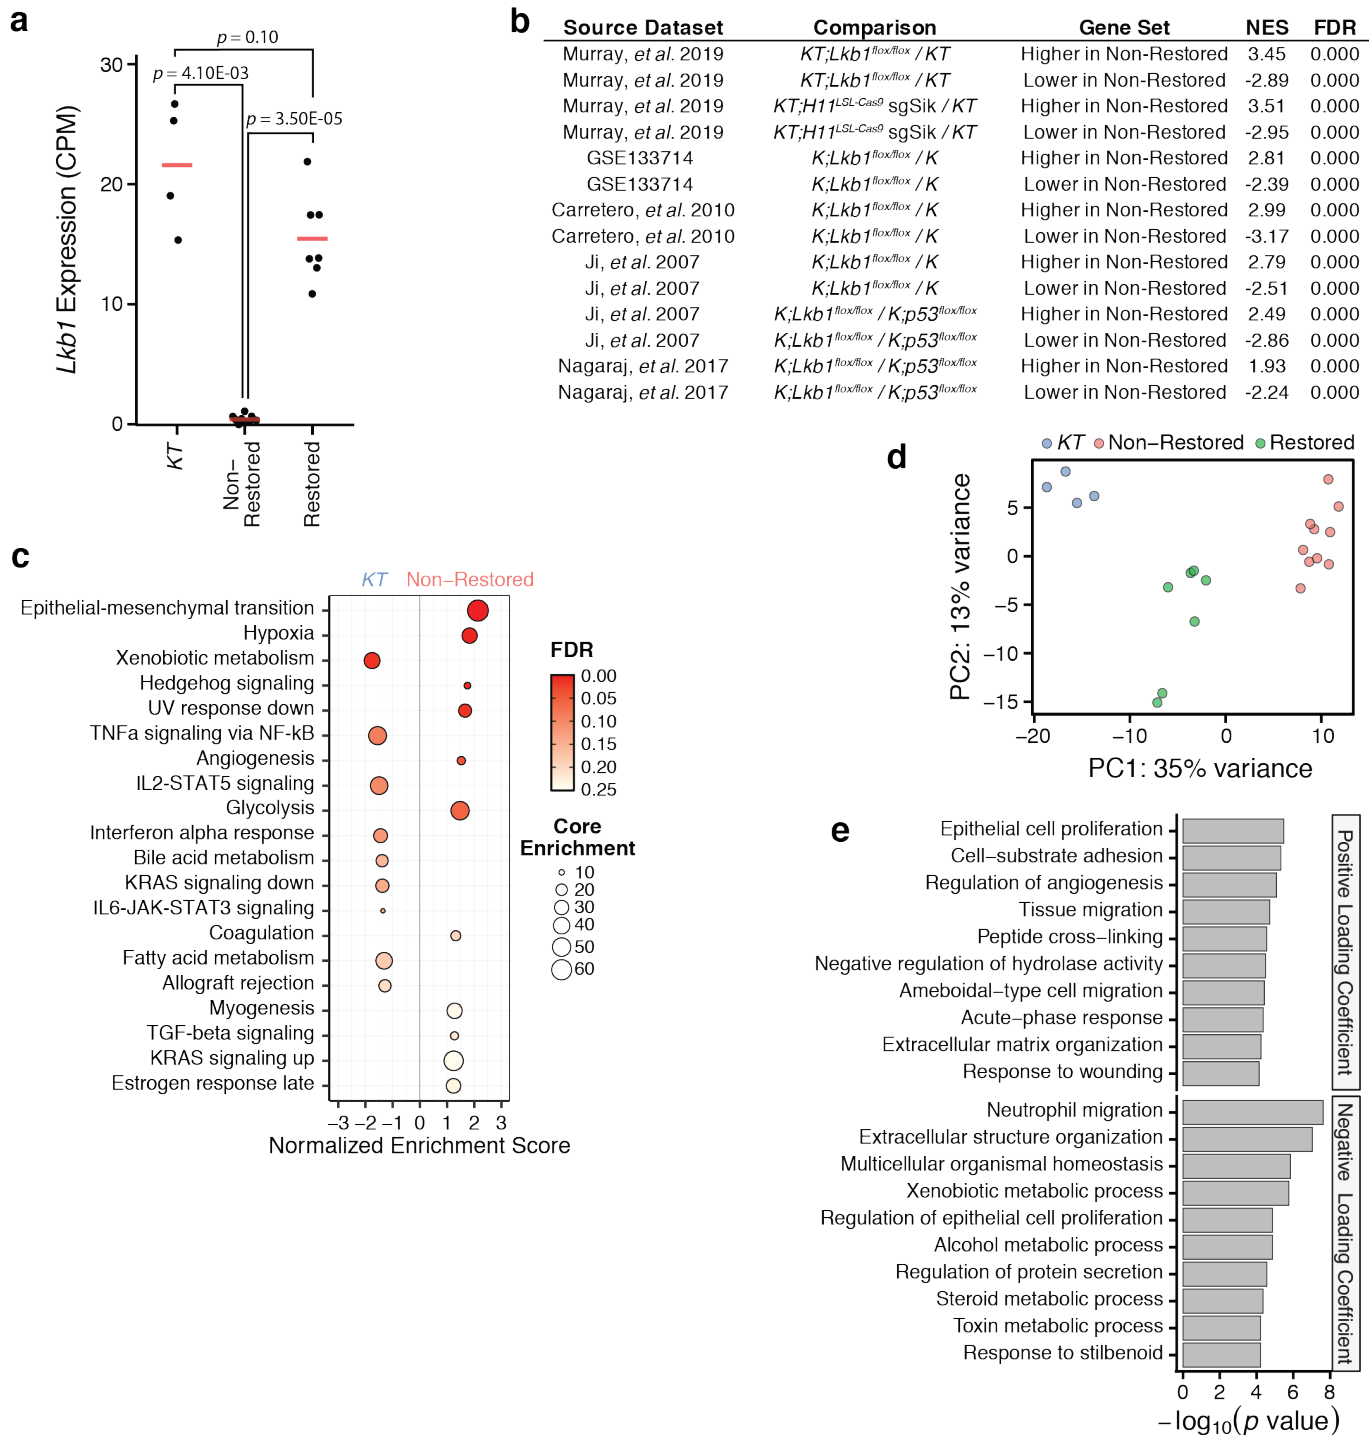 a
p = 0.10
p = 4.10E-03
p = 3.50E-05
30
20
10
0
Lkb1 Expression (CPM)
KT
Non–
Restored
Restored
b
Source Dataset Comparison Gene Set NES FDR
Murray, et al. 2019 KT;Lkb1flox/flox / KT Higher in Non-Restored 3.45 0.000
Murray, et al. 2019 KT;Lkb1flox/flox / KT Lower in Non-Restored -2.89 0.000
Murray, et al. 2019 KT;H11LSL-Cas9 sgSik / KT Higher in Non-Restored 3.51 0.000
Murray, et al. 2019 KT;H11LSL-Cas9 sgSik / KT Lower in Non-Restored -2.95 0.000
GSE133714 K;Lkb1flox/flox / K Higher in Non-Restored 2.81 0.000
GSE133714 K;Lkb1flox/flox / K Lower in Non-Restored -2.39 0.000
Carretero, et al. 2010 K;Lkb1flox/flox / K Higher in Non-Restored 2.99 0.000
Carretero, et al. 2010 K;Lkb1flox/flox / K Lower in Non-Restored -3.17 0.000
Ji, et al. 2007 K;Lkb1flox/flox / K Higher in Non-Restored 2.79 0.000
Ji, et al. 2007 K;Lkb1flox/flox / K Lower in Non-Restored -2.51 0.000
Ji, et al. 2007 K;Lkb1flox/flox / K;p53flox/flox Higher in Non-Restored 2.49 0.000
Ji, et al. 2007 K;Lkb1flox/flox / K;p53flox/flox Lower in Non-Restored -2.86 0.000
Nagaraj, et al. 2017 K;Lkb1flox/flox / K;p53flox/flox Higher in Non-Restored 1.93 0.000
Nagaraj, et al. 2017 K;Lkb1flox/flox / K;p53flox/flox Lower in Non-Restored -2.24 0.000
c
KT Non–Restored
Epithelial-mesenchymal transition
Hypoxia
Xenobiotic metabolism
Hedgehog signaling
UV response down
TNFa signaling via NF-kB
Angiogenesis
IL2-STAT5 signaling
Glycolysis
Interferon alpha response
Bile acid metabolism
KRAS signaling down
IL6-JAK-STAT3 signaling
Coagulation
Fatty acid metabolism
Allograft rejection
Myogenesis
TGF-beta signaling
KRAS signaling up
Estrogen response late
−3 −2 −1 0 1 2 3
Normalized Enrichment Score
FDR
0.00
0.05
0.10
0.15
0.20
0.25
Core
Enrichment
10
20
30
40
50
60
d
KT Non–Restored Restored
5
0
−5
−10
−15
PC2: 13% variance
−20 −10 0 10
PC1: 35% variance
e
Epithelial cell proliferation
Cell–substrate adhesion
Regulation of angiogenesis
Tissue migration
Peptide cross–linking
Negative regulation of hydrolase activity
Ameboidal–type cell migration
Acute–phase response
Extracellular matrix organization
Response to wounding
Positive Loading Coefficient
Neutrophil migration
Extracellular structure organization
Multicellular organismal homeostasis
Xenobiotic metabolic process
Regulation of epithelial cell proliferation
Alcohol metabolic process
Regulation of protein secretion
Steroid metabolic process
Toxin metabolic process
Response to stilbenoid
Negative Loading Coefficient
0 2 4 6 8
−log10(p value)